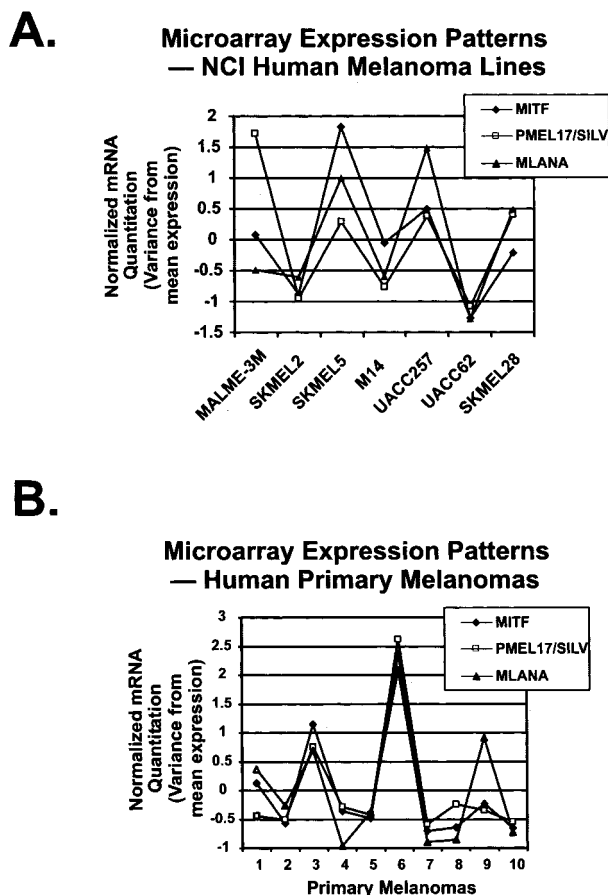 A.
Microarray Expression Patterns
— NCI Human Melanoma Lines
MITF
PMEL17/SILV
MLANA
Normalized mRNA
Quantitation
(Variance from
mean expression)
2
1.5
1
0.5
0
-0.5
-1
-1.5
MALME-3M
SKMEL2
SKMEL5
M14
UACC257
UACC62
SKMEL28
B.
Microarray Expression Patterns
— Human Primary Melanomas
MITF
PMEL17/SILV
MLANA
Normalized mRNA
Quantitation
(Variance from
mean expression)
3
2.5
2
1.5
1
0.5
0
-0.5
-1
1 2 3 4 5 6 7 8 9 10
Primary Melanomas